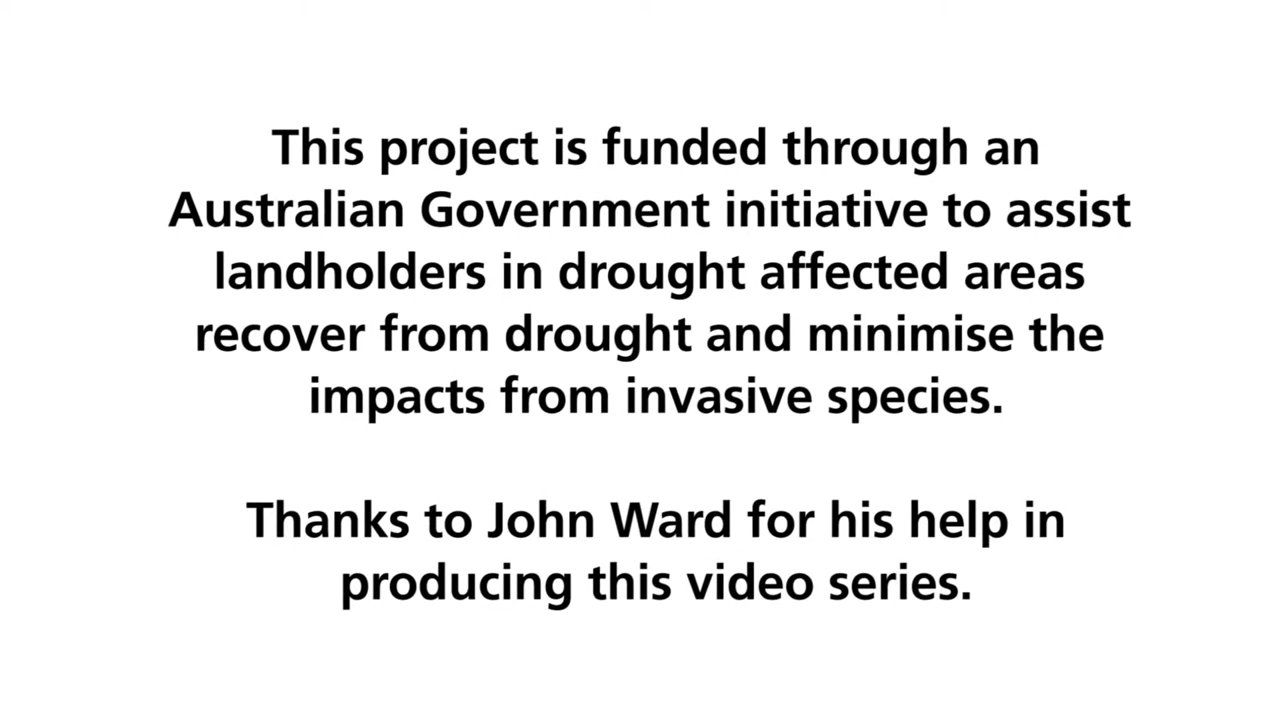 This project is funded through an
Australian Government initiative to assist
landholders in drought affected areas
recover from drought and minimise the
impacts from invasive species.
Thanks to John Ward for his help in
producing this video series.